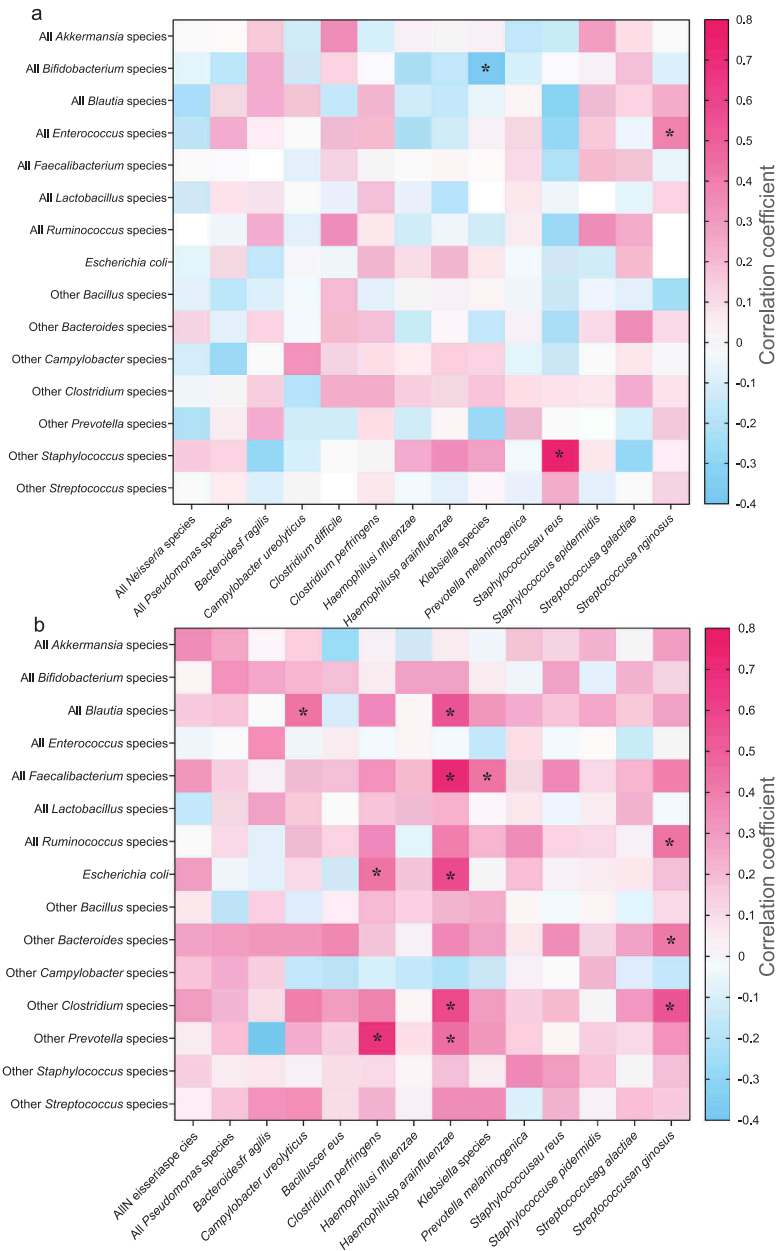 a
All Akkermansia species
All Bifidobacterium species
All Blautia species
All Enterococcus species
All Faecalibacterium species
All Lactobacillus species
All Ruminococcus species
Escherichia coli
Other Bacillus species
Other Bacteroides species
Other Campylobacter species
Other Clostridium species
Other Prevotella species
Other Staphylococcus species
Other Streptococcus species
*
*
*
All Neisseria species
All Pseudomonas species
Bacteroidesf ragilis
Campylobacter ureolyticus
Clostridium difficile
Clostridium perfringens
Haemophilusi nfluenzae
Haemophilusp arainfluenzae
Klebsiella species
Prevotella melaninogenica
Staphylococcusau reus
Staphylococcus epidermidis
Streptococcusa galactiae
Streptococcusa nginosus
0.8
0.7
0.6
0.5
0.4
0.3
0.2
0.1
0
-0.1
-0.2
-0.3
-0.4
Correlation coefficient
b
All Akkermansia species
All Bifidobacterium species
All Blautia species
All Enterococcus species
All Faecalibacterium species
All Lactobacillus species
All Ruminococcus species
Escherichia coli
Other Bacillus species
Other Bacteroides species
Other Campylobacter species
Other Clostridium species
Other Prevotella species
Other Staphylococcus species
Other Streptococcus species
* *
* *
*
* *
*
* *
* *
AllN eisseriaspe cies
All Pseudomonas species
Bacteroidesfr agilis
Campylobacter ureolyticus
Bacilluscer eus
Clostridium perfringens
Haemophilusi nfluenzae
Haemophilusp arainfluenzae
Klebsiella species
Prevotella melaninogenica
Staphylococcusau reus
Staphylococcuse pidermidis
Streptococcusag alactiae
Streptococcusan ginosus
0.8
0.7
0.6
0.5
0.4
0.3
0.2
0.1
0
-0.1
-0.2
-0.3
-0.4
Correlation coefficient